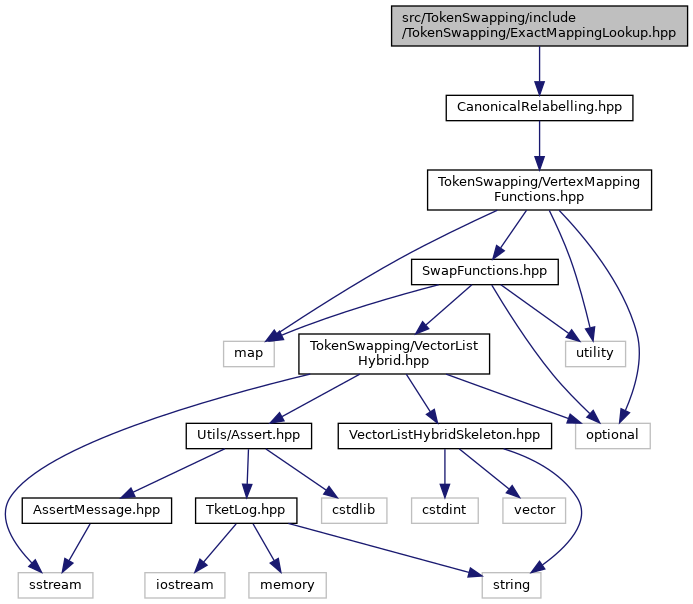 src/TokenSwapping/include
/TokenSwapping/ExactMappingLookup.hpp
CanonicalRelabelling.hpp
TokenSwapping/VertexMapping
Functions.hpp
SwapFunctions.hpp
map
TokenSwapping/VectorList
Hybrid.hpp
utility
Utils/Assert.hpp
VectorListHybridSkeleton.hpp
optional
AssertMessage.hpp
TketLog.hpp
cstdlib
cstdint
vector
sstream
iostream
memory
string